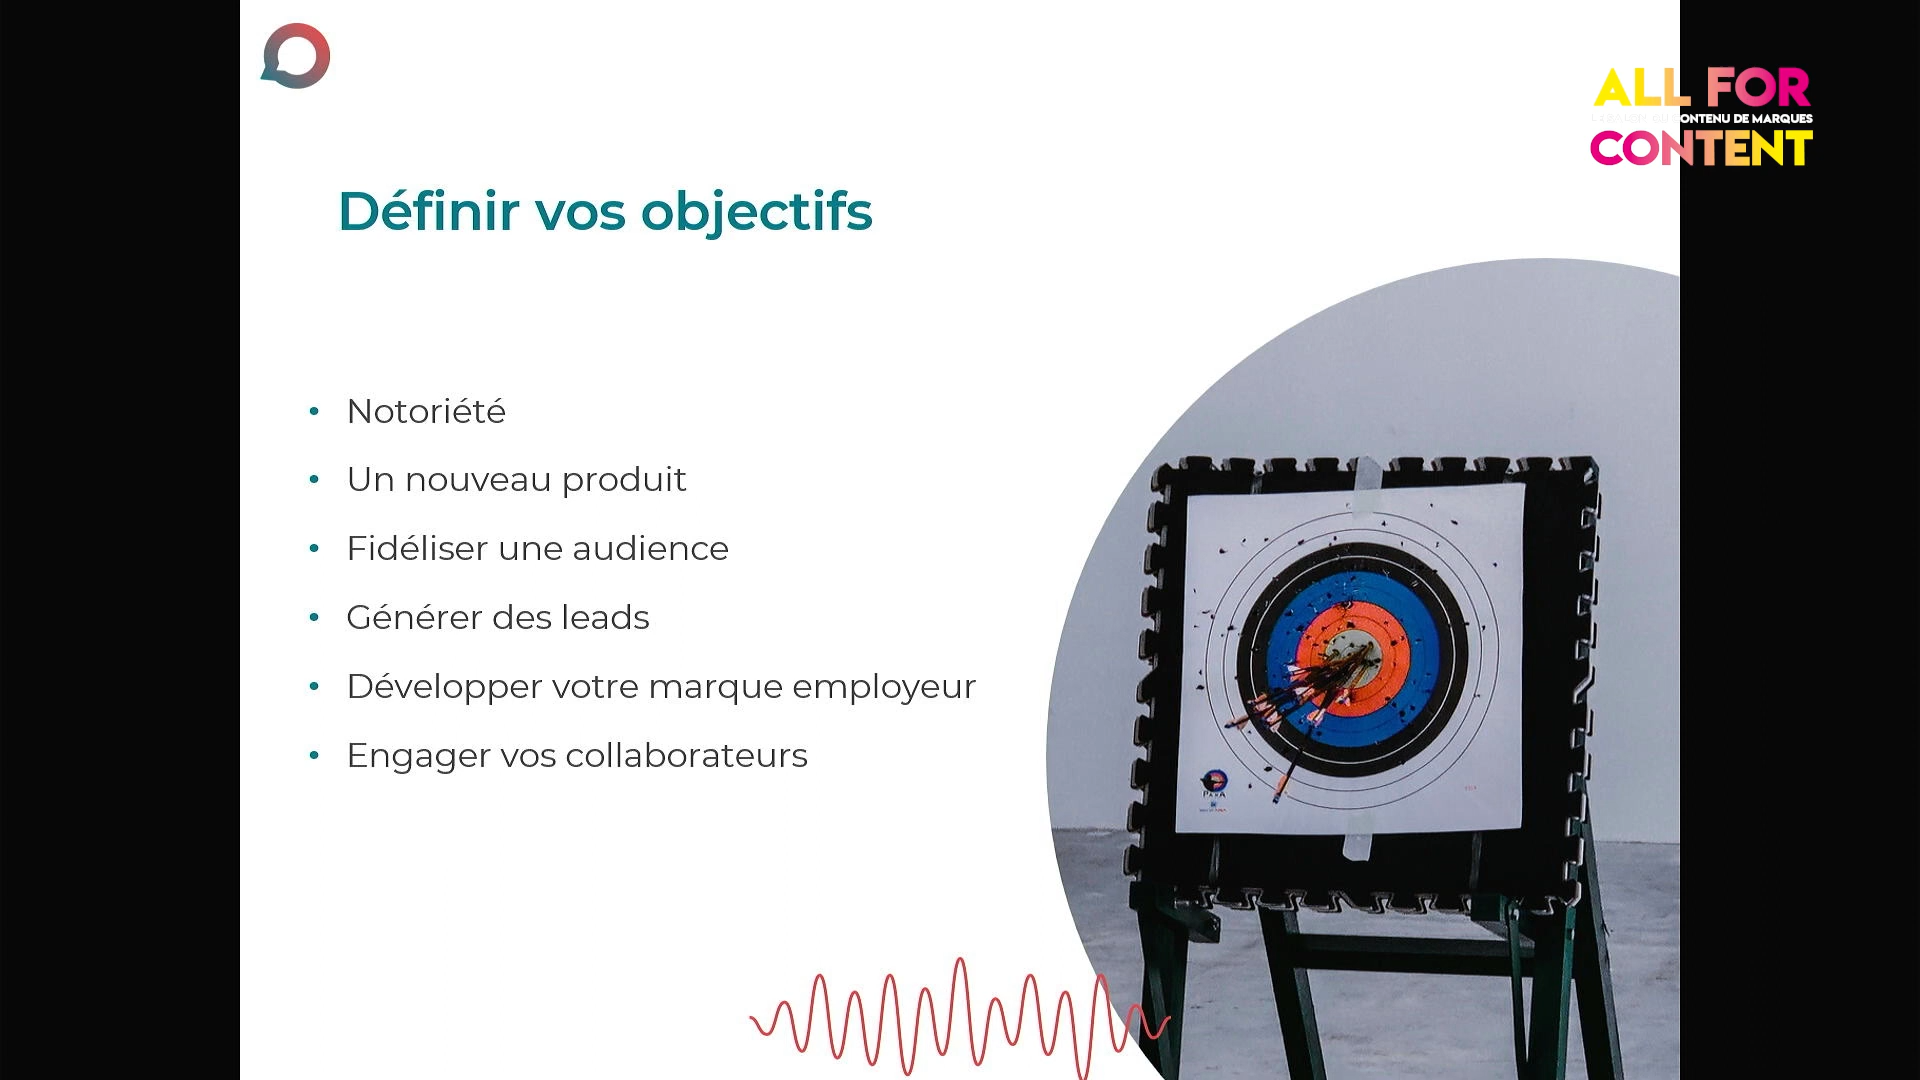 ALL FOR
CONTENU DE MARQUES
CONTENT
Définir vos objectifs
• Notoriété
• Un nouveau produit
• Fidéliser une audience
• Générer des leads
• Développer votre marque employeur
• Engager vos collaborateurs